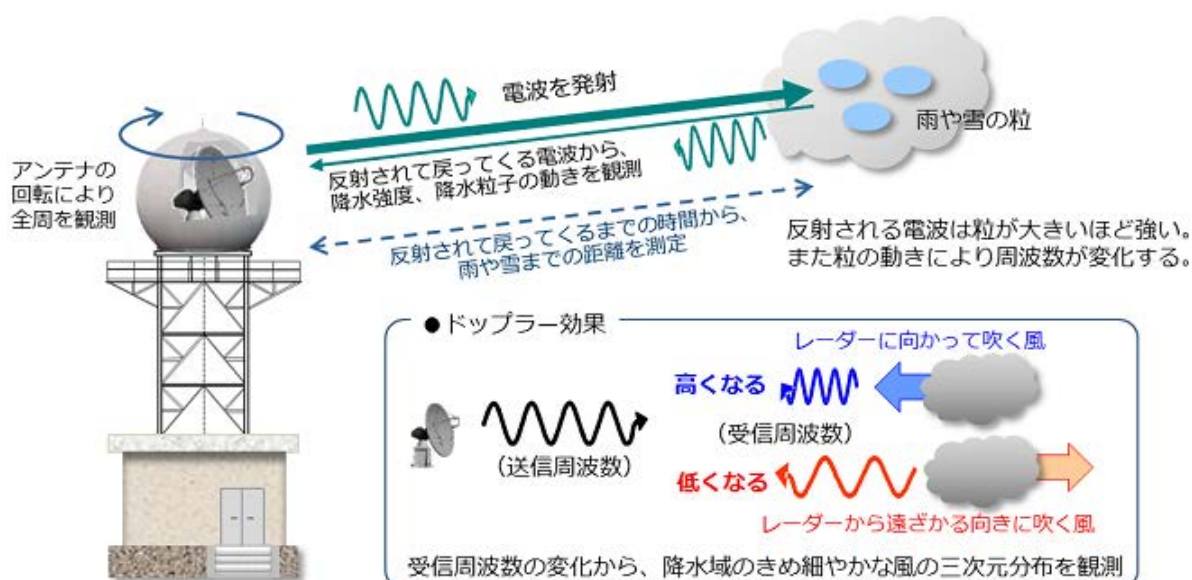 電波を発射
雨や雪の粒
アンテナの
回転により
全周を観測
反射されて戻ってくる電波から、
降水強度、降水粒子の動きを観測
反射されて戻ってくるまでの時間から、
雨や雪までの距離を測定
反射される電波は粒が大きいほど強い。
また粒の動きにより周波数が変化する。
●ドップラー効果
レーダーに向かって吹く風
高くなる
(受信周波数)
(送信周波数)
低くなる
レーダーから遠ざかる向きに吹く風
受信周波数の変化から、降水域のきめ細やかな風の三次元分布を観測